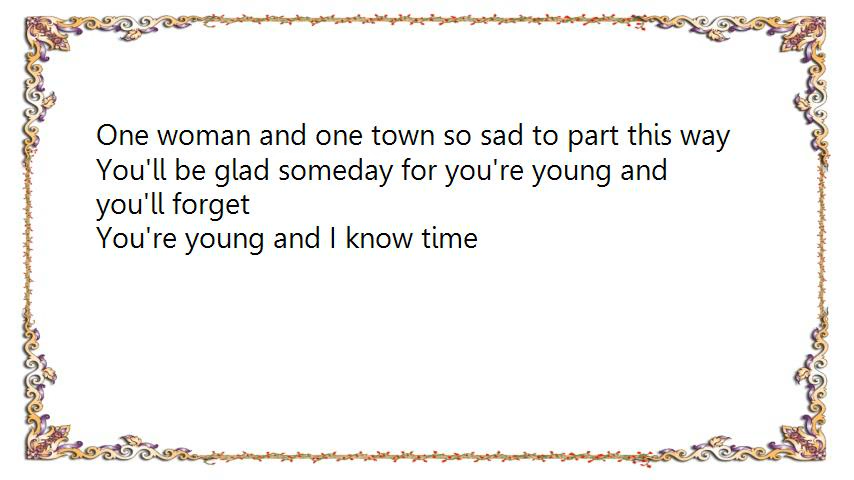 One woman and one town so sad to part this way
You'll be glad someday for you're young and
you'll forget
You're young and I know time